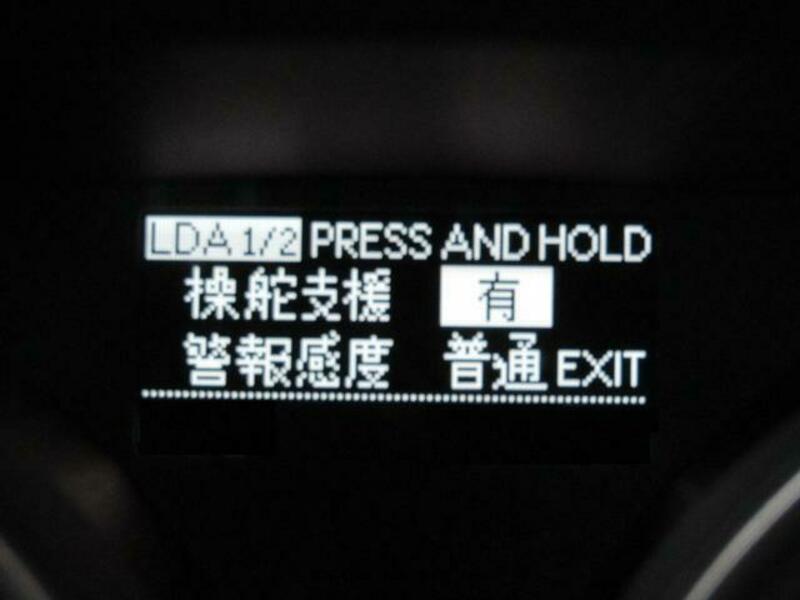 LDA 1/2 PRESS AND HOLD
操舵支援 有
警報感度 普通 EXIT